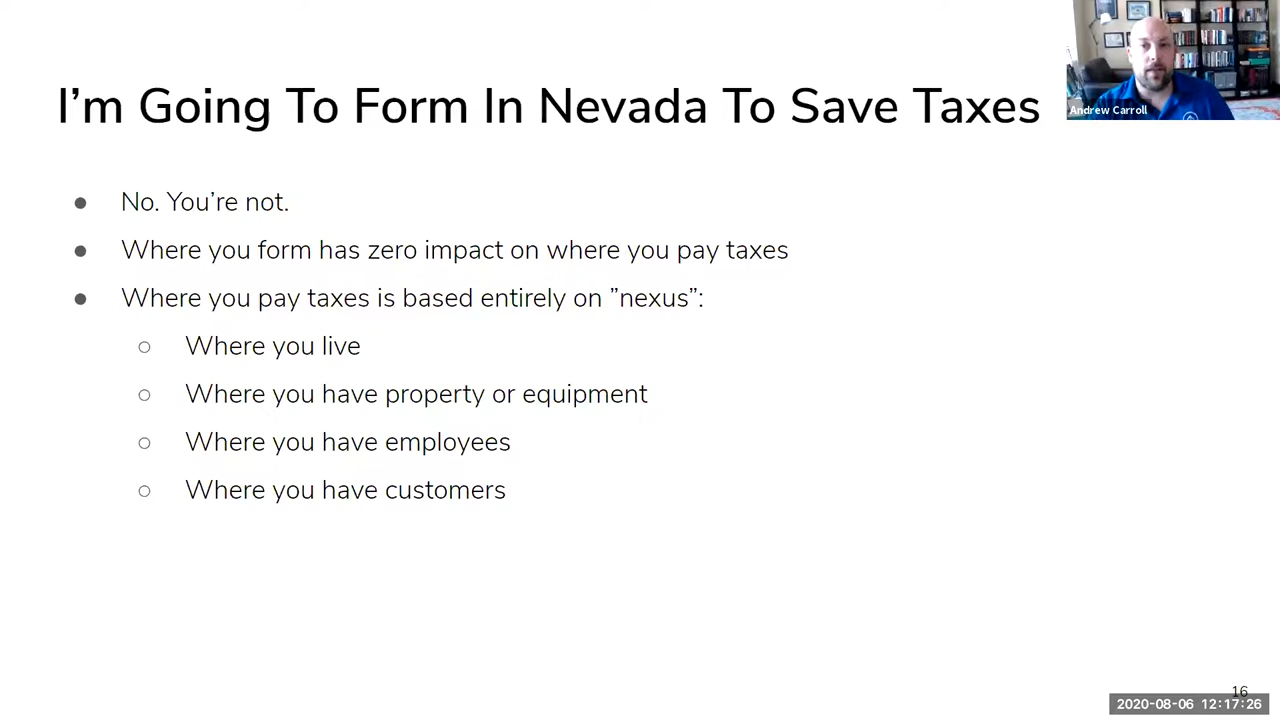 I’m Going To Form In Nevada To Save Taxes
Andrew Carroll
● No. You’re not.
● Where you form has zero impact on where you pay taxes
● Where you pay taxes is based entirely on ”nexus”:
○ Where you live
○ Where you have property or equipment
○ Where you have employees
○ Where you have customers
16
2020-08-06 12:17:26